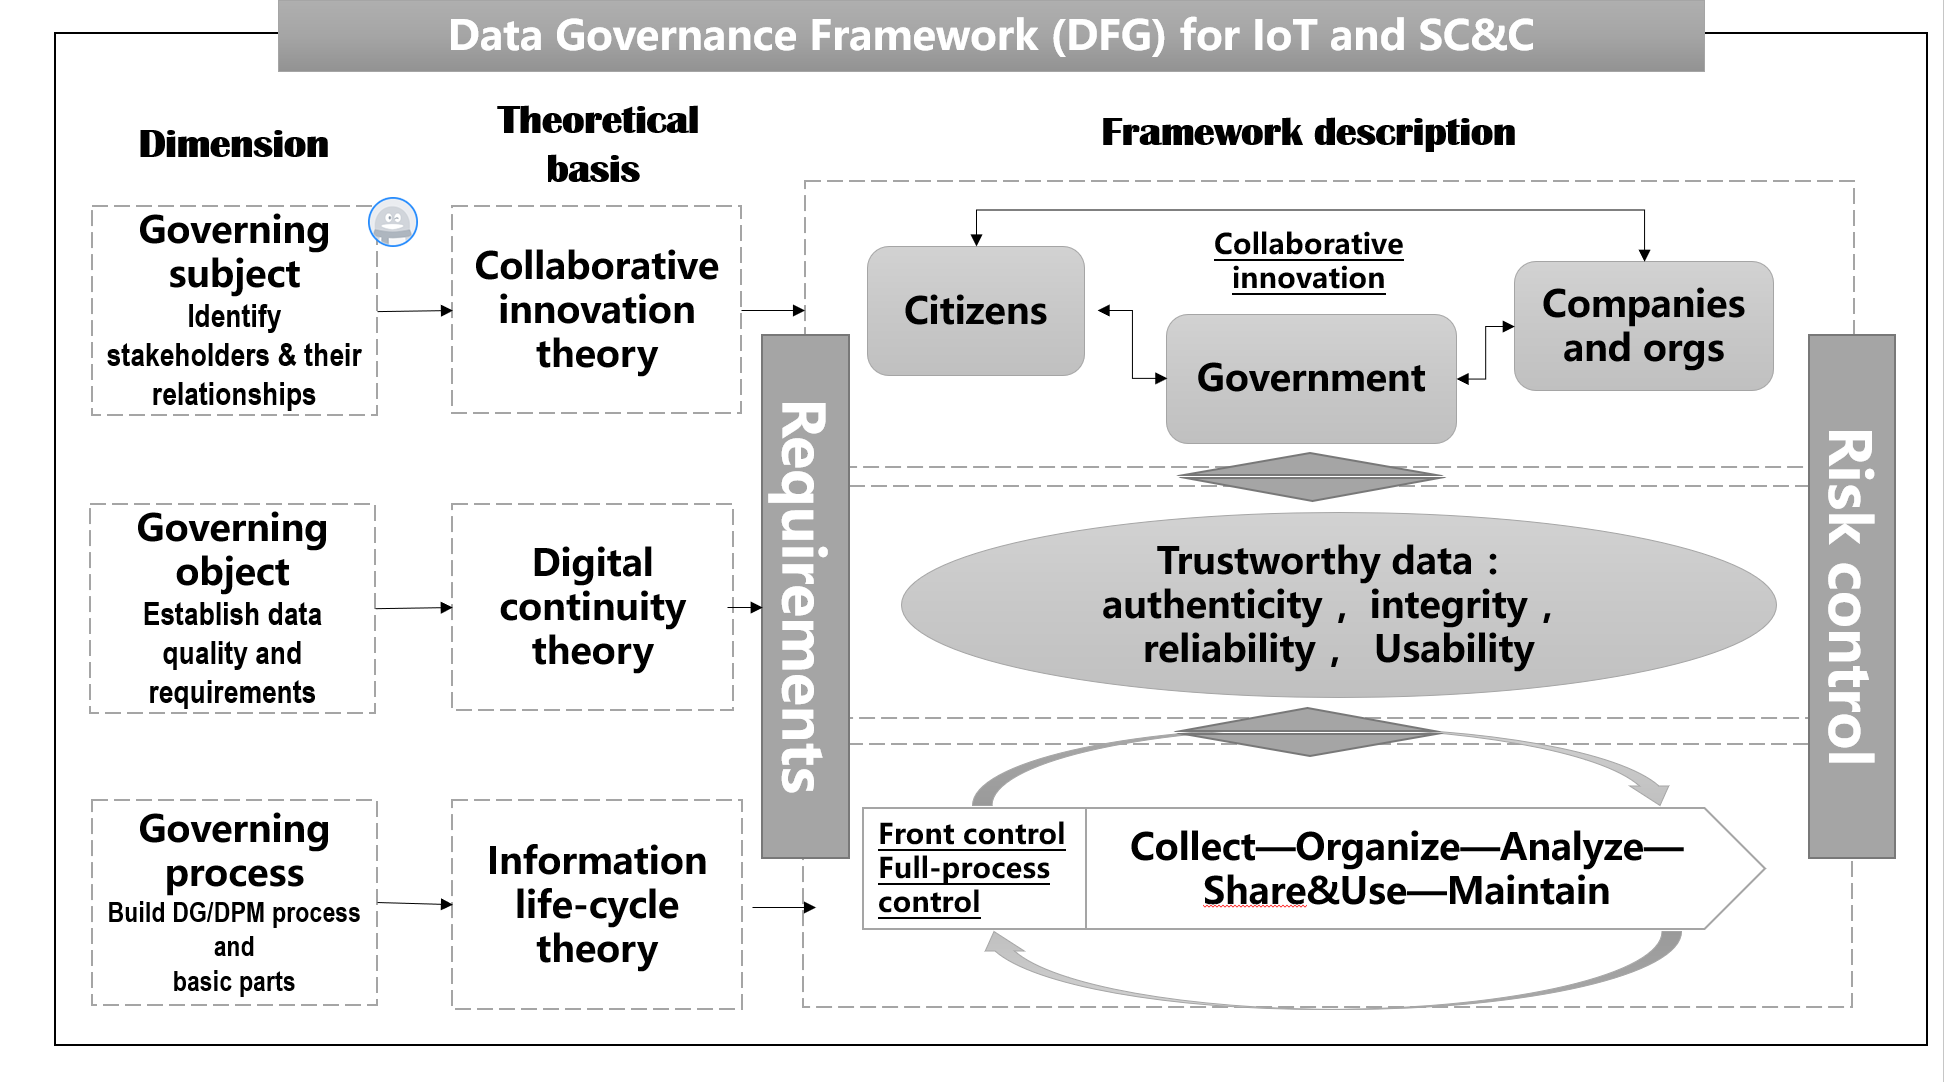 Data Governance Framework (DFG) for IoT and SC&C
Dimension
Theoretical
basis
Framework description
Governing
subject
Identify
stakeholders & their
relationships
Collaborative
innovation
theory
Citizens
Collaborative
innovation
Government
Companies
and orgs
Governing
object
Establish data
quality and
requirements
Digital
continuity
theory
Requirements
Trustworthy data：
authenticity， integrity，
reliability， Usability
Risk control
Governing
process
Build DG/DPM process
and
basic parts
Information
life-cycle
theory
Front control
Full-process
control
Collect—Organize—Analyze—
Share&Use—Maintain